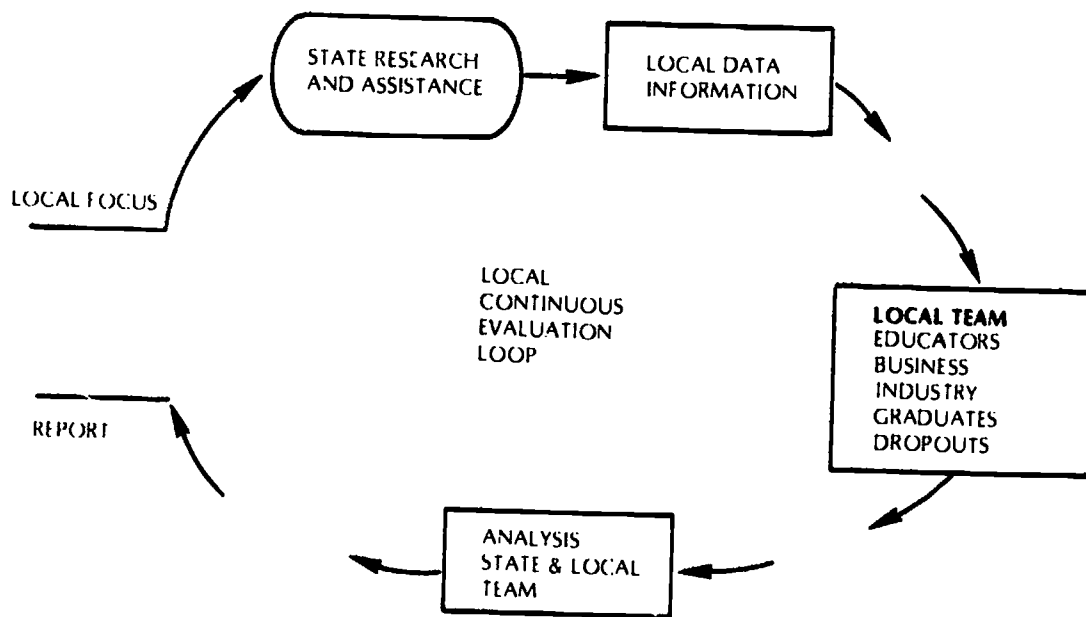 STATE RESEARCH
AND ASSISTANCE
LOCAL DATA
INFORMATION
LOCAL FOCUS
LOCAL
CONTINUOUS
EVALUATION
LOOP
LOCAL TEAM
EDUCATORS
BUSINESS
INDUSTRY
GRADUATES
DROPOUTS
REPORT
ANALYSIS
STATE & LOCAL
TEAM